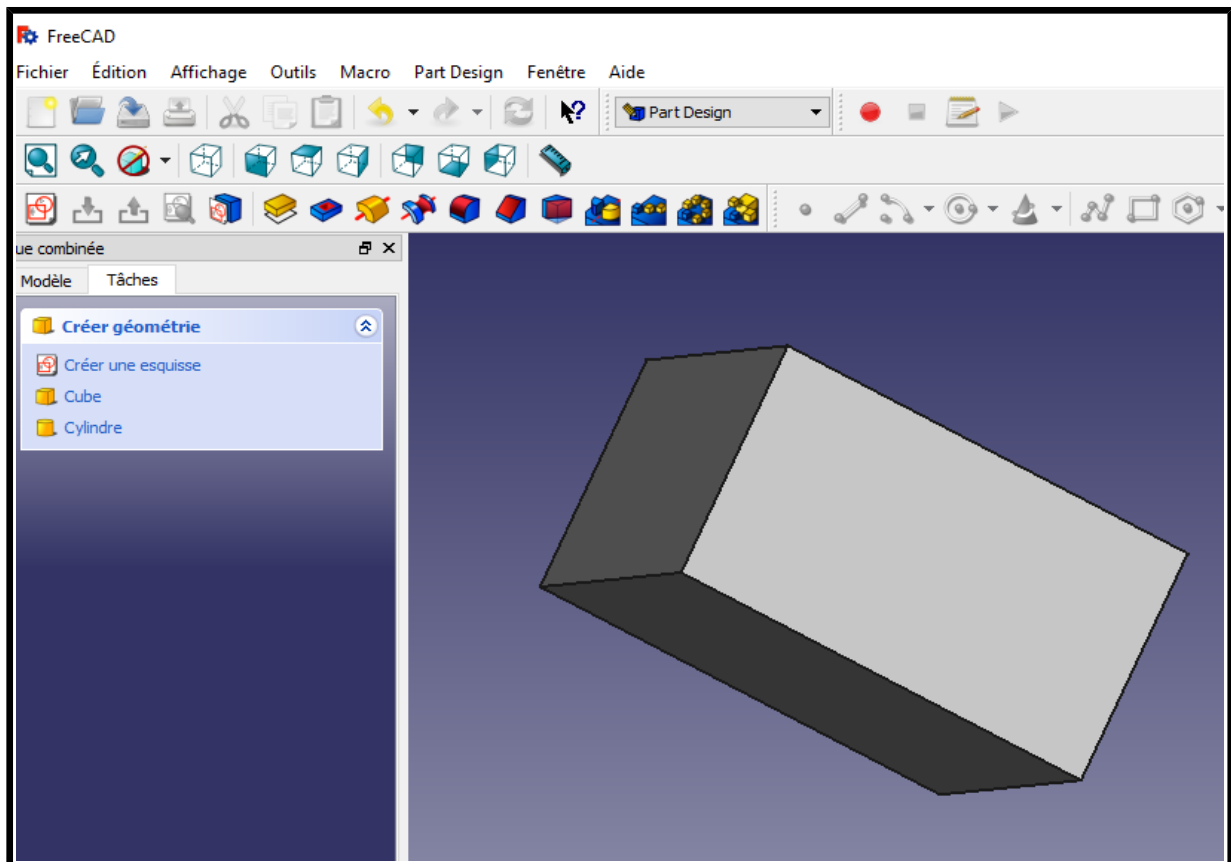 FreeCAD
Fichier Édition Affichage Outils Macro Part Design Fenêtre Aide
Part Design
ue combinée
Modèle Tâches
Créer géométrie
Créer une esquisse
Cube
Cylindre